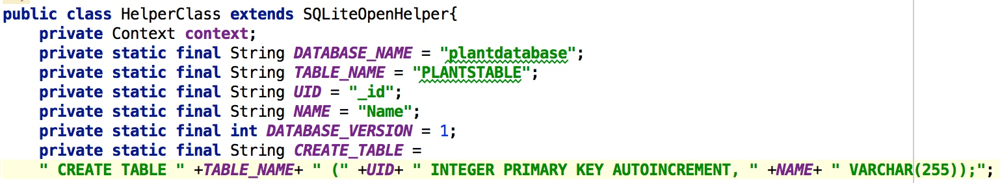 public class HelperClass extends SQLiteOpenHelper{
    private Context context;
    private static final String DATABASE_NAME = "plantdatabase";
    private static final String TABLE_NAME = "PLANTSTABLE";
    private static final String UID = "_id";
    private static final String NAME = "Name";
    private static final int DATABASE_VERSION = 1;
    private static final String CREATE_TABLE =
    " CREATE TABLE " +TABLE_NAME+ " (" +UID+ " INTEGER PRIMARY KEY AUTOINCREMENT, " +NAME+ " VARCHAR(255));";